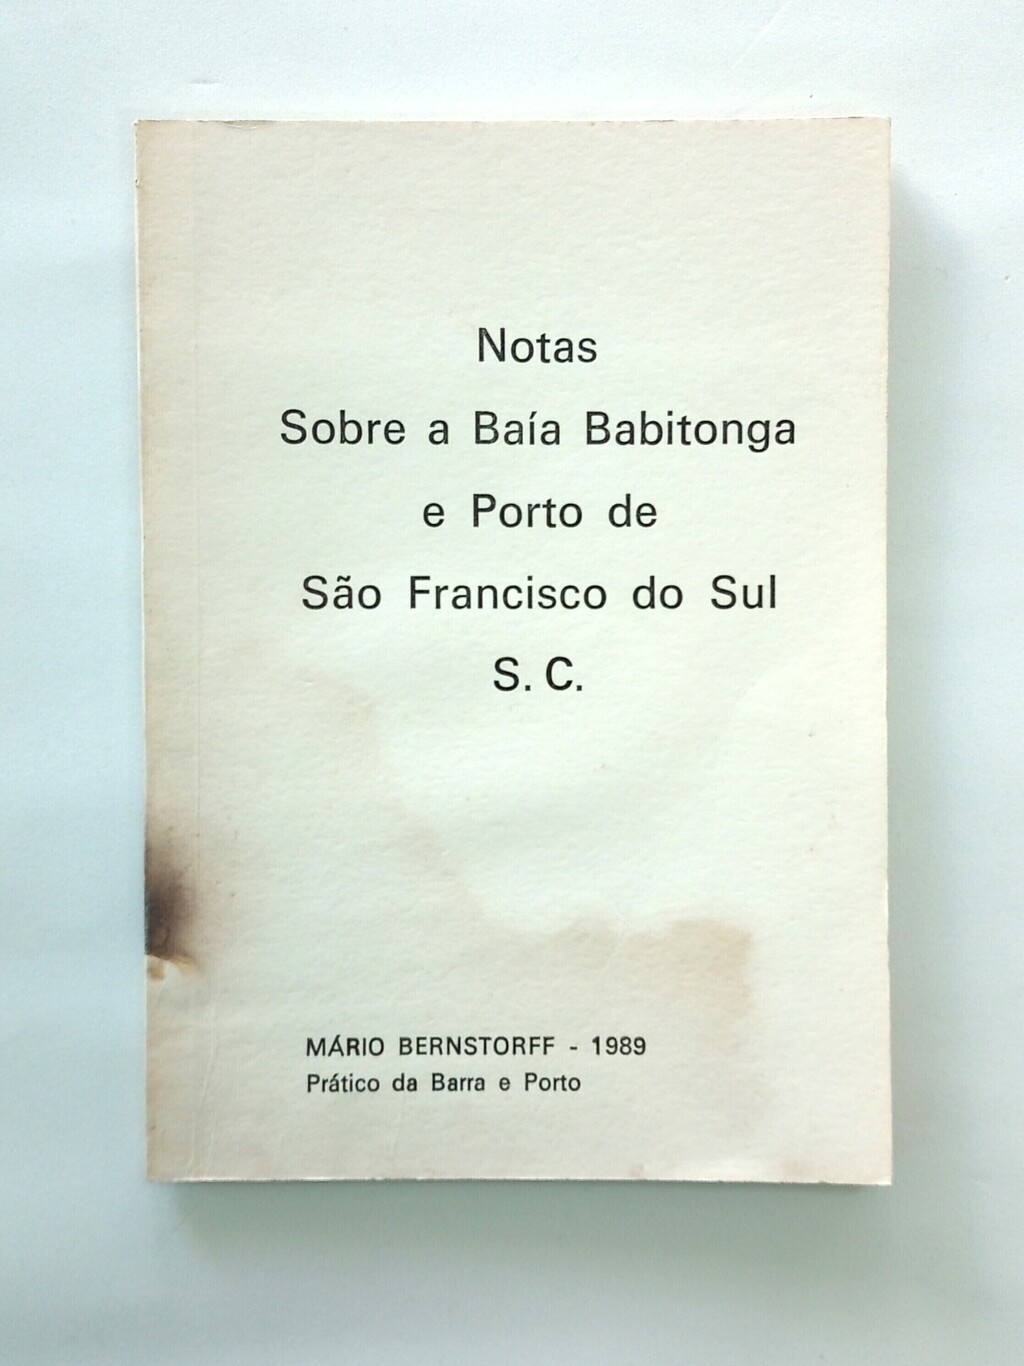 Notas
Sobre a Baía Babitonga
e Porto de
São Francisco do Sul
S. C.
MÁRIO BERNSTORFF - 1989
Prático da Barra e Porto